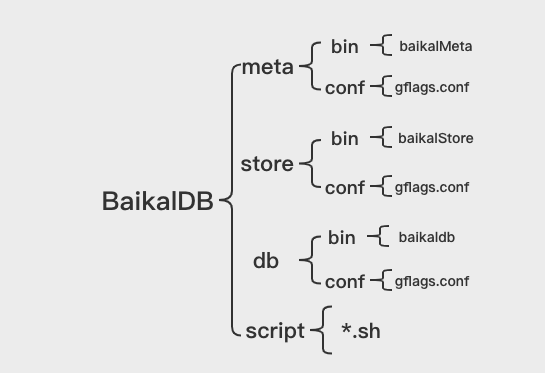 BaikalDB
meta
bin
baikalMeta
conf
gflags.conf
store
bin
baikalStore
conf
gflags.conf
db
bin
baikaldb
conf
gflags.conf
script
*.sh